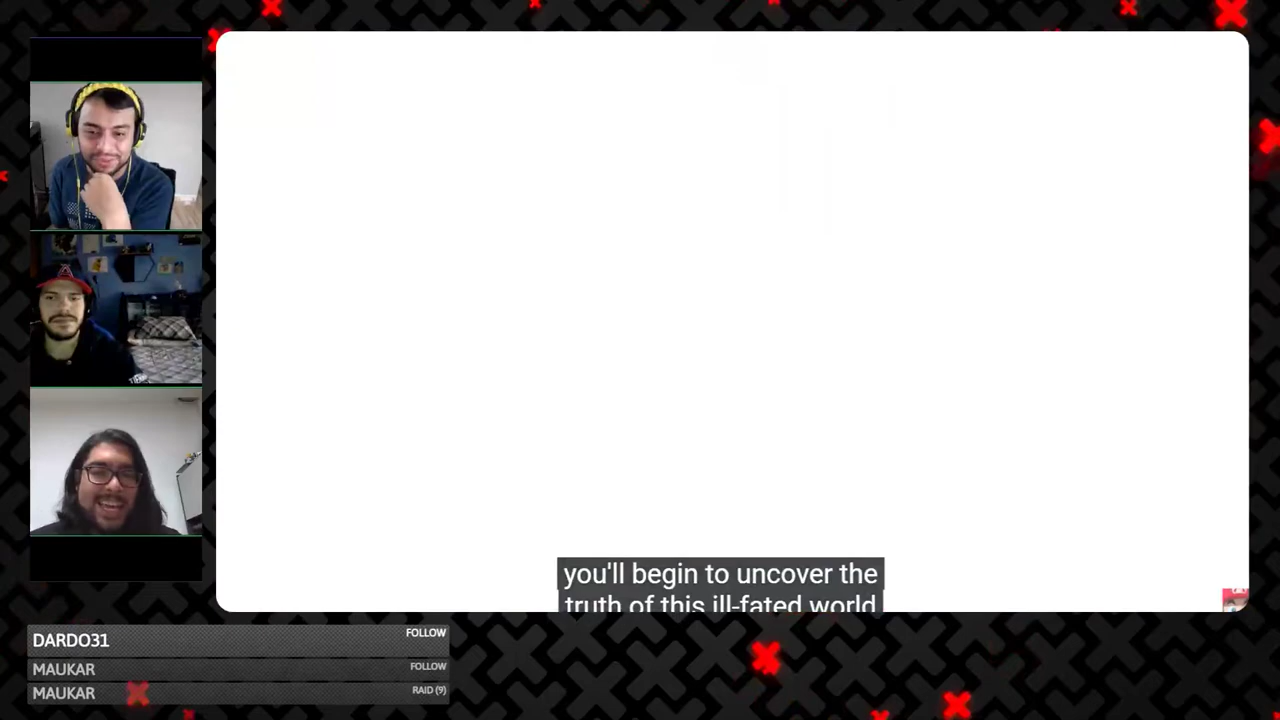 you'll begin to uncover the
truth of this ill-fated world
DARDO31 FOLLOW
MAUKAR FOLLOW
MAUKAR RAID (9)